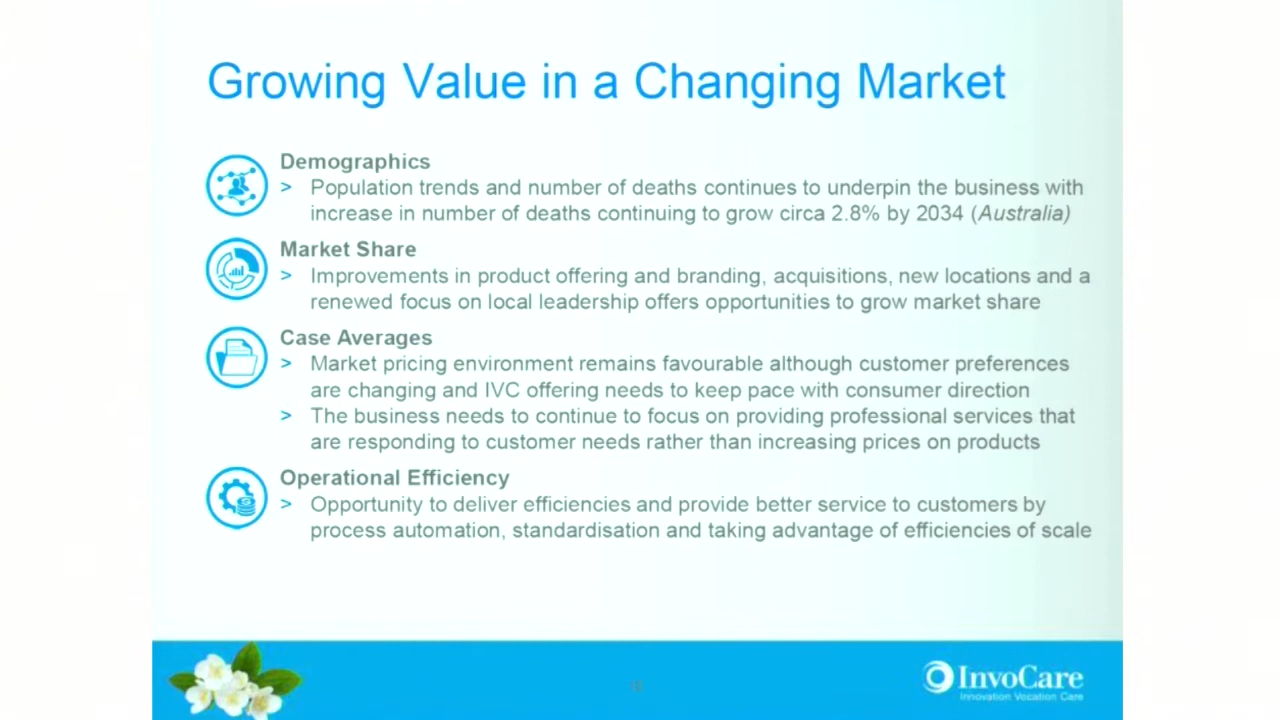 Growing Value in a Changing Market
Demographics
> Population trends and number of deaths continues to underpin the business with
increase in number of deaths continuing to grow circa 2.8% by 2034 (Australia)
Market Share
> Improvements in product offering and branding, acquisitions, new locations and a
renewed focus on local leadership offers opportunities to grow market share
Case Averages
> Market pricing environment remains favourable although customer preferences
are changing and IVC offering needs to keep pace with consumer direction
> The business needs to continue to focus on providing professional services that
are responding to customer needs rather than increasing prices on products
Operational Efficiency
> Opportunity to deliver efficiencies and provide better service to customers by
process automation, standardisation and taking advantage of efficiencies of scale
InvoCare
Innovation Vocation Care